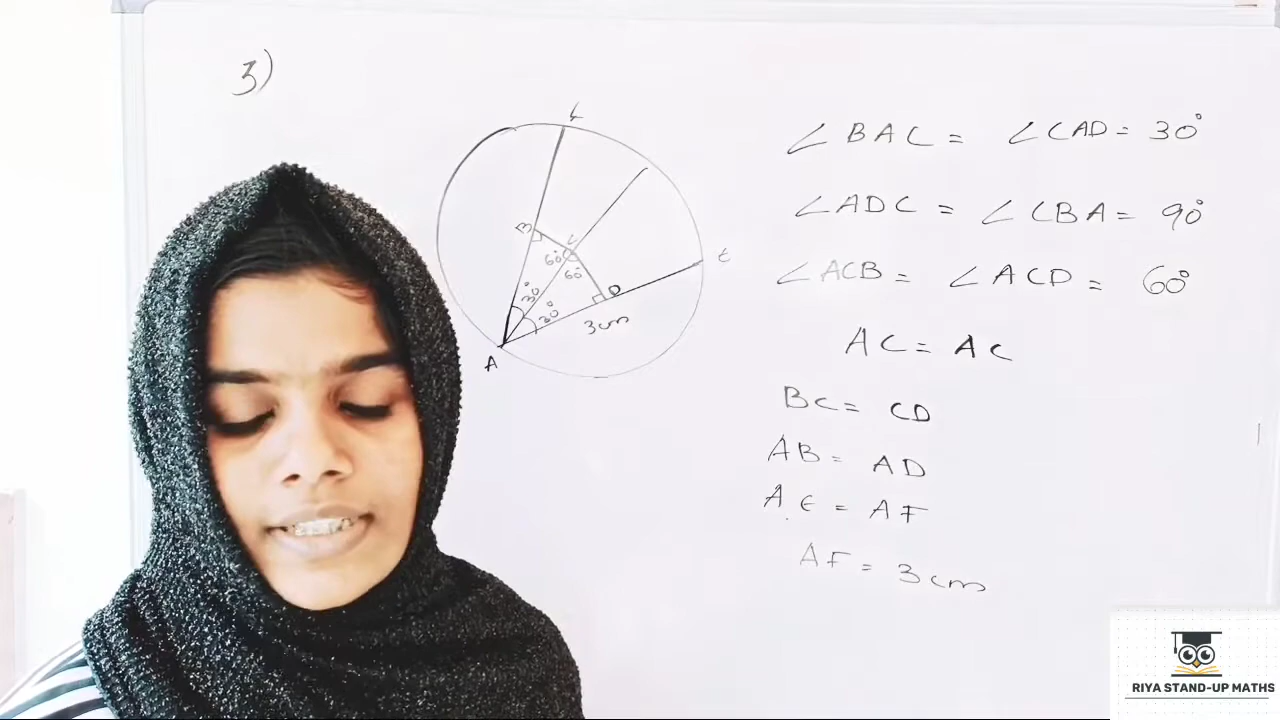 3)
F
B
C
60°
60°
30°
30°
D
E
3cm
A
∠BAC = ∠CAD = 30°
∠ADC = ∠CBA = 90°
∠ACB = ∠ACD = 60°
AC = AC
BC = CD
AB = AD
AE = AF
AF = 3cm
RIYA STAND-UP MATHS